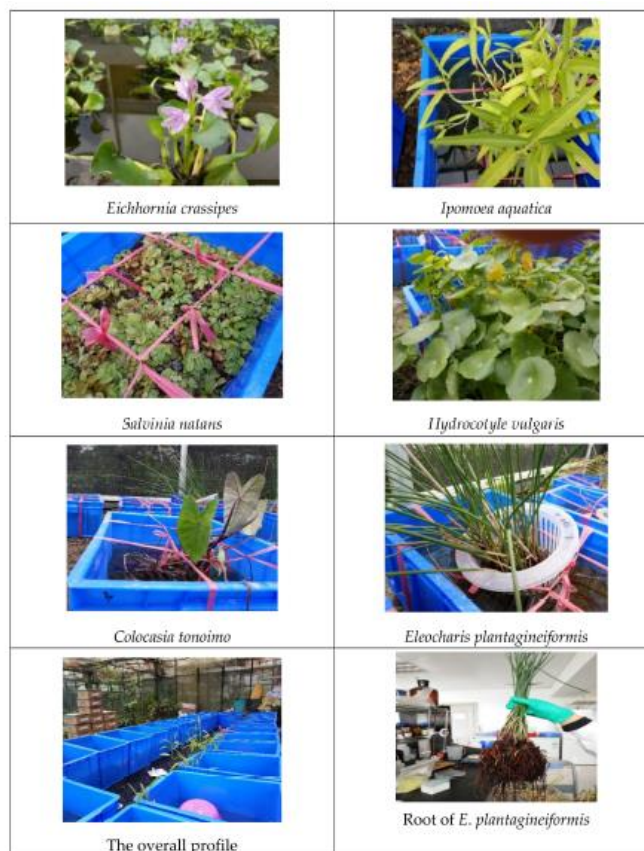 Eichhornia crassipes
Ipomoea aquatica
Salvinia natans
Hydrocotyle vulgaris
Colocasia tonoimo
Eleocharis plantagineiformis
The overall profile
Root of E. plantagineiformis